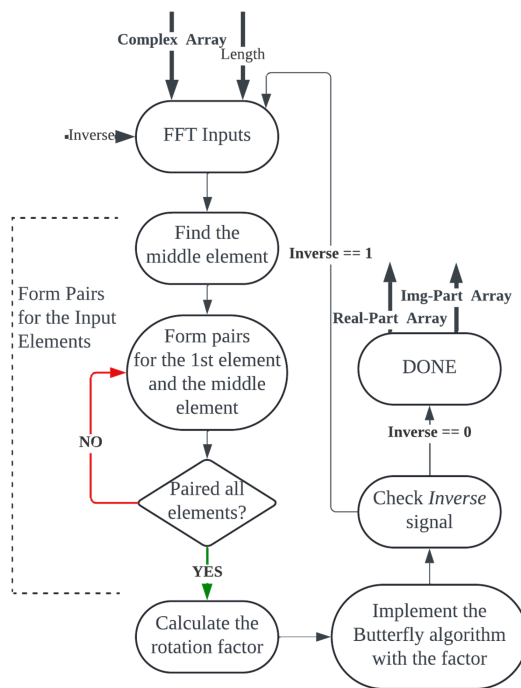 Complex Array
Length
Inverse
FFT Inputs
Find the
middle element
Form Pairs
for the Input
Elements
Form pairs
for the 1st element
and the middle
element
NO
Paired all
elements?
YES
Calculate the
rotation factor
Implement the
Butterfly algorithm
with the factor
Check Inverse
signal
Inverse == 1
Inverse == 0
DONE
Real-Part Array
Img-Part Array